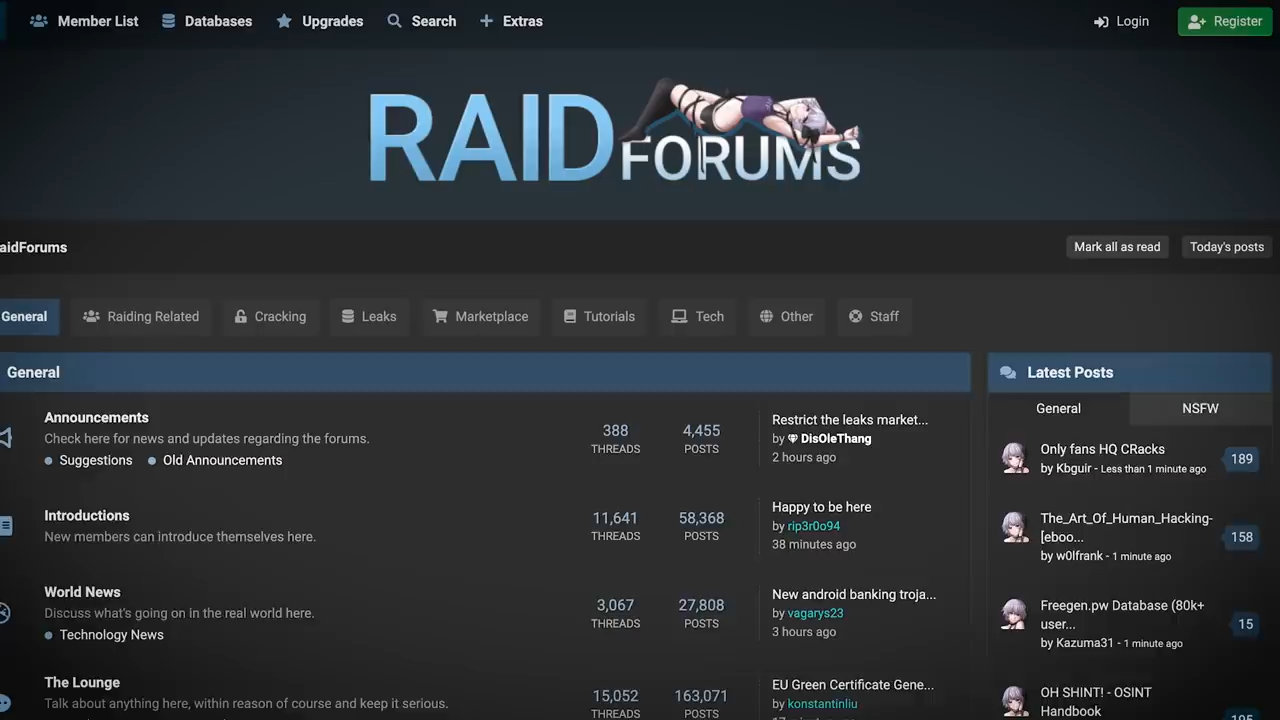 Member List
Databases
Upgrades
Search
Extras
Login
Register
RAID FORUMS
aidForums
Mark all as read
Today's posts
General
Raiding Related
Cracking
Leaks
Marketplace
Tutorials
Tech
Other
Staff
General
Announcements
Check here for news and updates regarding the forums.
Suggestions
Old Announcements
388
THREADS
4,455
POSTS
Restrict the leaks market...
by DisOleThang
2 hours ago
Introductions
New members can introduce themselves here.
11,641
THREADS
58,368
POSTS
Happy to be here
by rip3r0o94
38 minutes ago
World News
Discuss what's going on in the real world here.
Technology News
3,067
THREADS
27,808
POSTS
New android banking troja...
by vagarys23
3 hours ago
The Lounge
Talk about anything here, within reason of course and keep it serious.
15,052
THREADS
163,071
POSTS
EU Green Certificate Gene...
by konstantinliu
Latest Posts
General
NSFW
Only fans HQ CRacks
by Kbguir - Less than 1 minute ago
189
The_Art_Of_Human_Hacking-
[eboo...
by w0lfrank - 1 minute ago
158
Freegen.pw Database (80k+
user...
by Kazuma31 - 1 minute ago
15
OH SHINT! - OSINT
Handbook